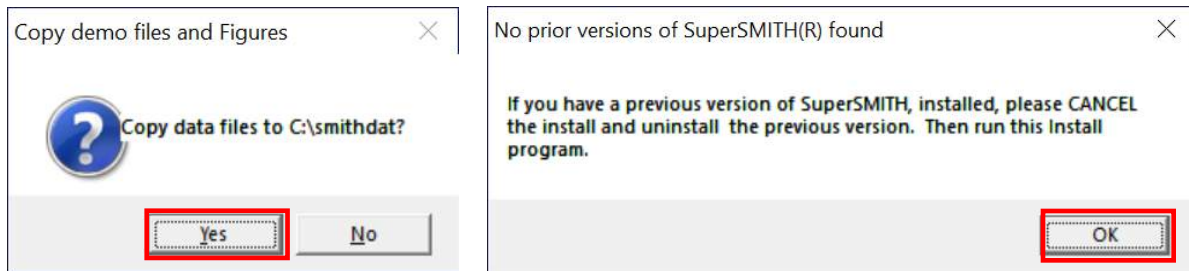 Copy demo files and Figures
Copy data files to C:\smithdat?
Yes
No
No prior versions of SuperSMITH(R) found
If you have a previous version of SuperSMITH, installed, please CANCEL
the install and uninstall the previous version. Then run this Install
program.
OK